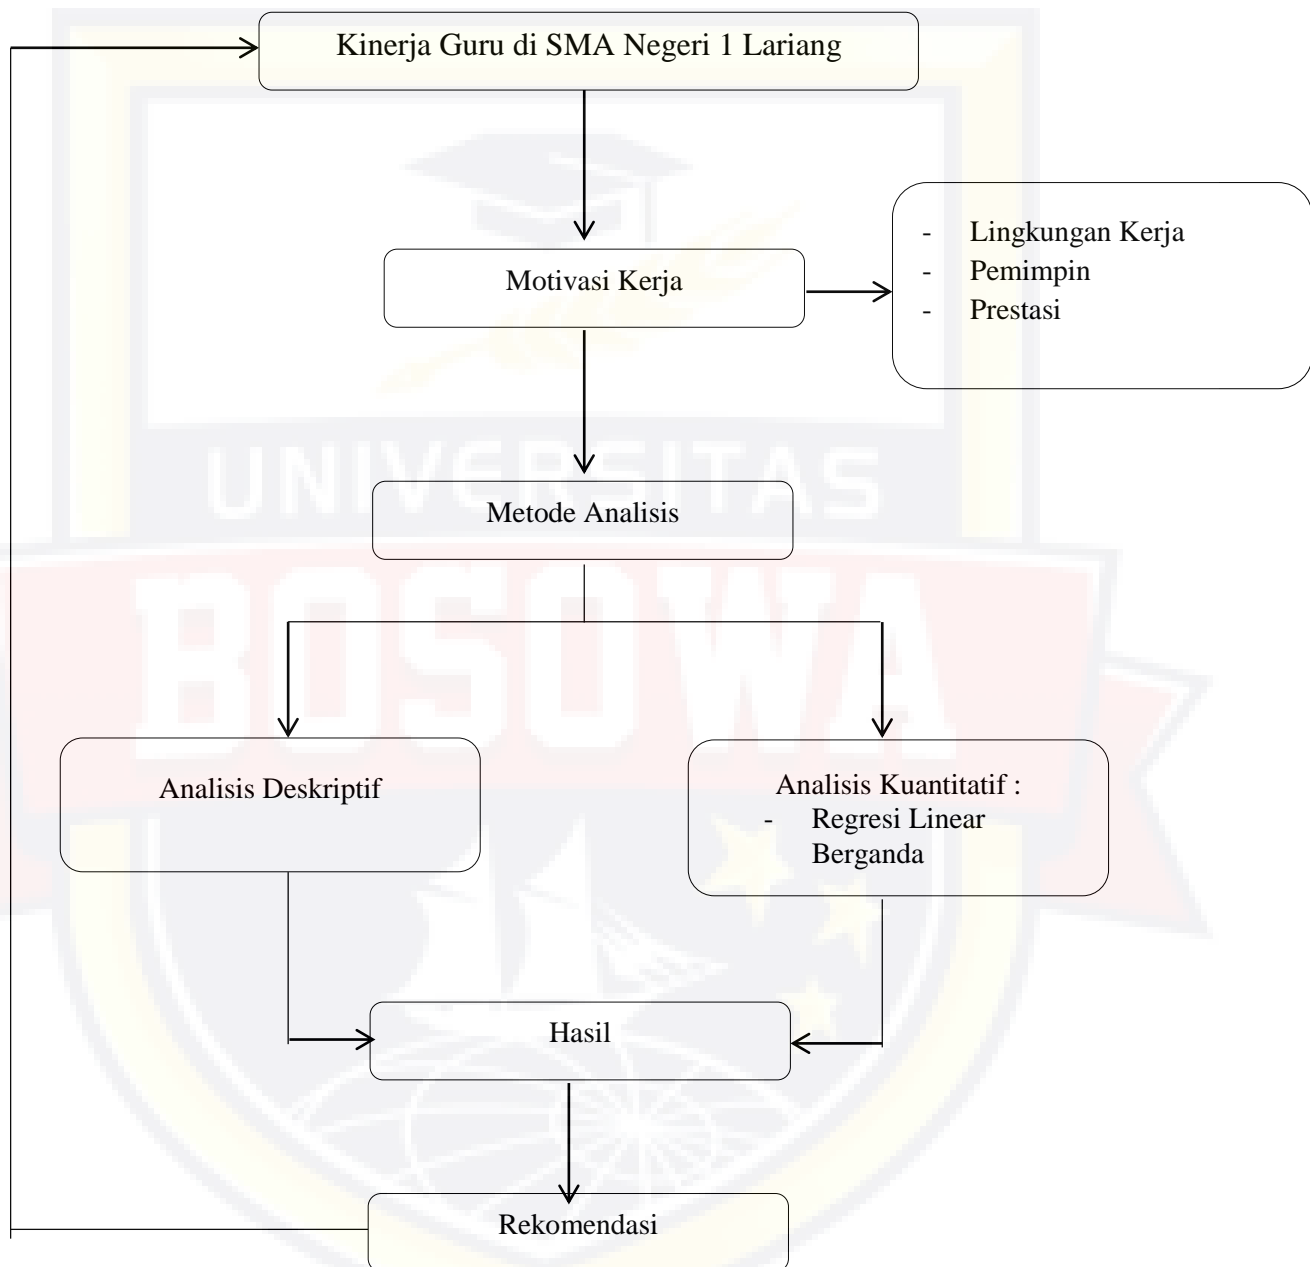 Kinerja Guru di SMA Negeri 1 Lariang
Motivasi Kerja
- Lingkungan Kerja
- Pemimpin
- Prestasi
UNIVERSITAS
Metode Analisis
BOSOWA
Analisis Deskriptif
Analisis Kuantitatif :
- Regresi Linear
Berganda
Hasil
Rekomendasi